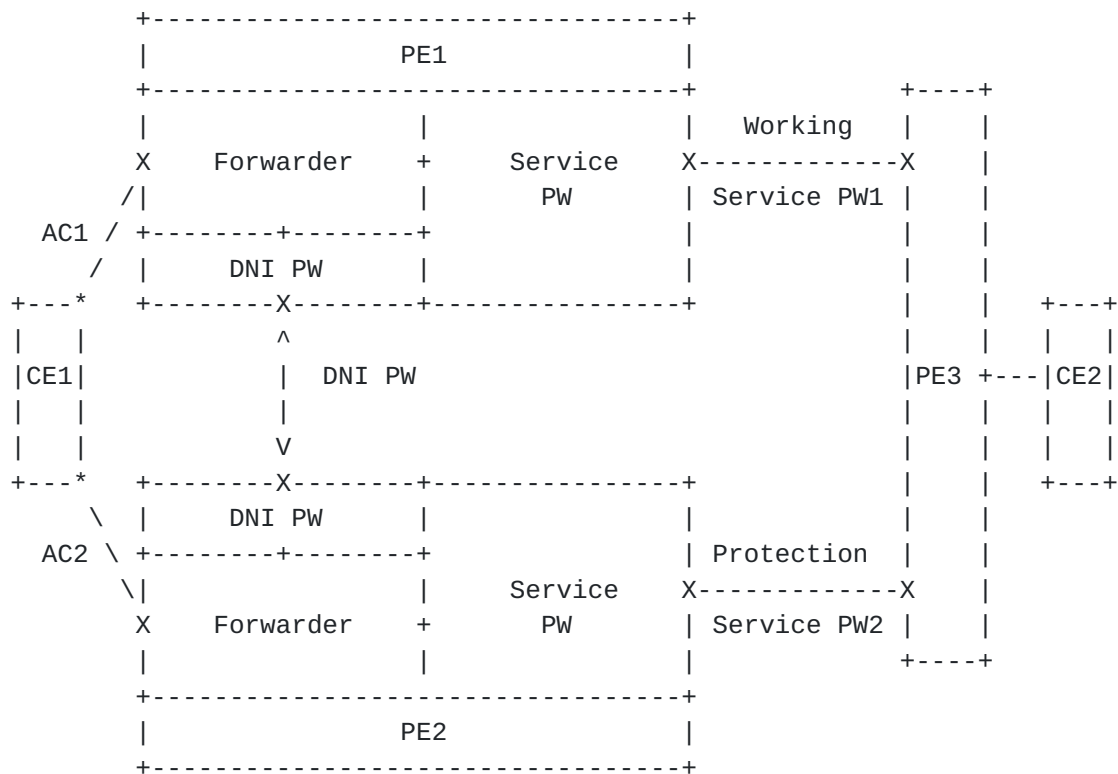 PE1
Working
Forwarder Service
PW Service PW1
AC1
DNI PW
CE1 DNI PW PE3 CE2
DNI PW
AC2 Protection
Service
Forwarder PW Service PW2
PE2